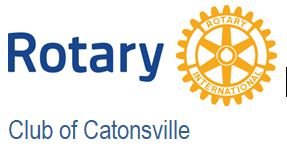 Rotary
ROTARY
INTERNATIONAL
Club of Catonsville